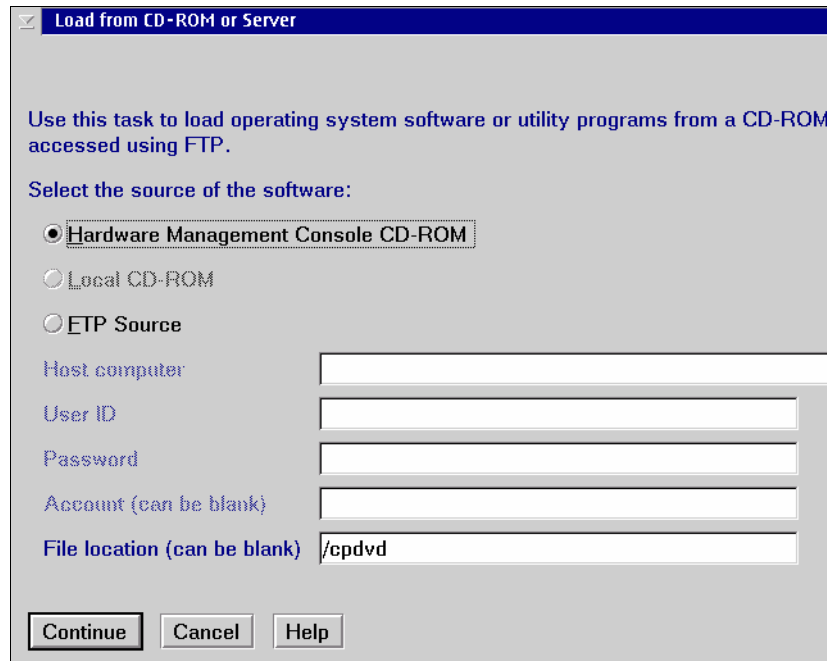 Load from CD-ROM or Server
Use this task to load operating system software or utility programs from a CD-ROM
accessed using FTP.
Select the source of the software:
Hardware Management Console CD-ROM
Local CD-ROM
FTP Source
Host computer
User ID
Password
Account (can be blank)
File location (can be blank) /cpdvd
Continue Cancel Help